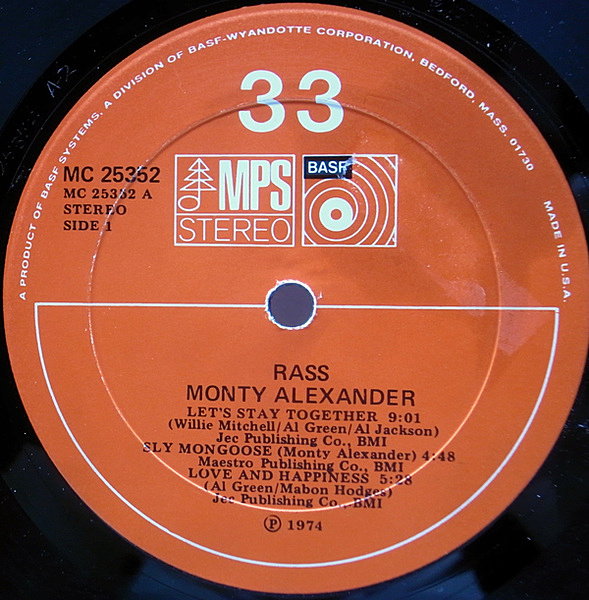 A PRODUCT OF BASF SYSTEMS. A DIVISION OF BASF-WYANDOTTE CORPORATION, BEDFORD, MASS. 01730
MADE IN U.S.A.
33
MC 25352
MC 25352 A
STEREO
SIDE 1
MPS
STEREO
BASF
RASS
MONTY ALEXANDER
LET'S STAY TOGETHER 9:01
(Willie Mitchell/Al Green/Al Jackson)
Jec Publishing Co., BMI
SLY MONGOOSE (Monty Alexander) 4:48
Maestro Publishing Co., BMI
LOVE AND HAPPINESS 5:28
(Al Green/Mabon Hodges)
Jec Publishing Co., BMI
Ⓟ 1974
A-2